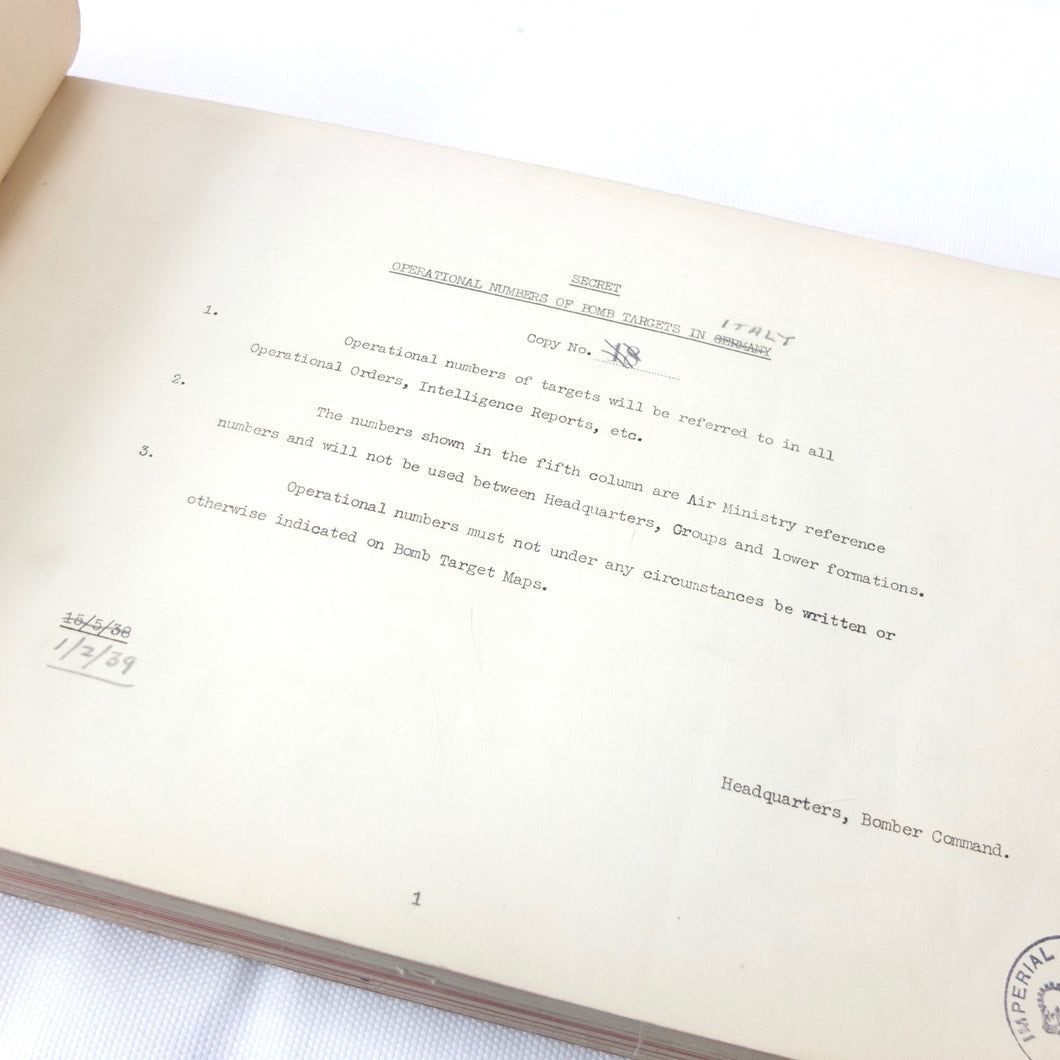 SECRET
OPERATIONAL NUMBERS OF BOMB TARGETS IN GERMANY ITALY
Copy No. 18
1.
Operational numbers of targets will be referred to in all
Operational Orders, Intelligence Reports, etc.
2.
The numbers shown in the fifth column are Air Ministry reference
numbers and will not be used between Headquarters, Groups and lower formations.
3.
Operational numbers must not under any circumstances be written or
otherwise indicated on Bomb Target Maps.
15/5/38
1/2/39
Headquarters, Bomber Command.
1
IMPERIAL